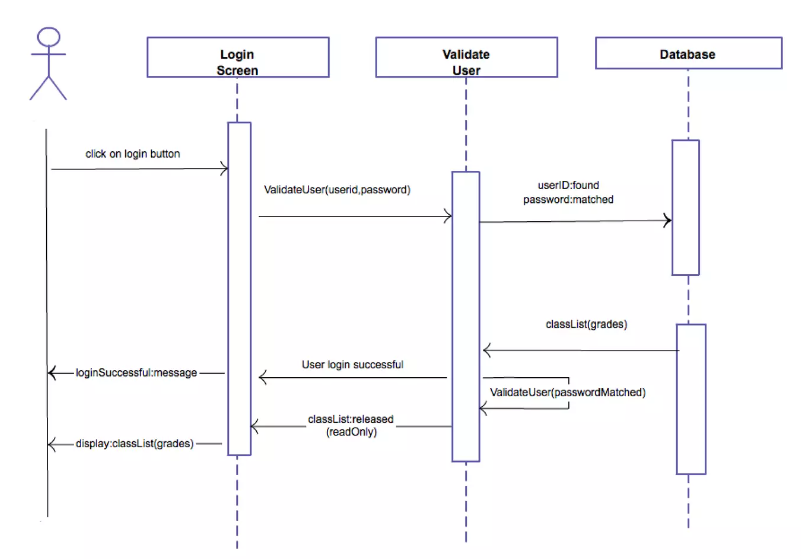 Login
Screen
Validate
User
Database
click on login button
ValidateUser(userid,password)
userID:found
password:matched
classList(grades)
User login successful
loginSuccessful:message
ValidateUser(passwordMatched)
classList:released
(readOnly)
display:classList(grades)